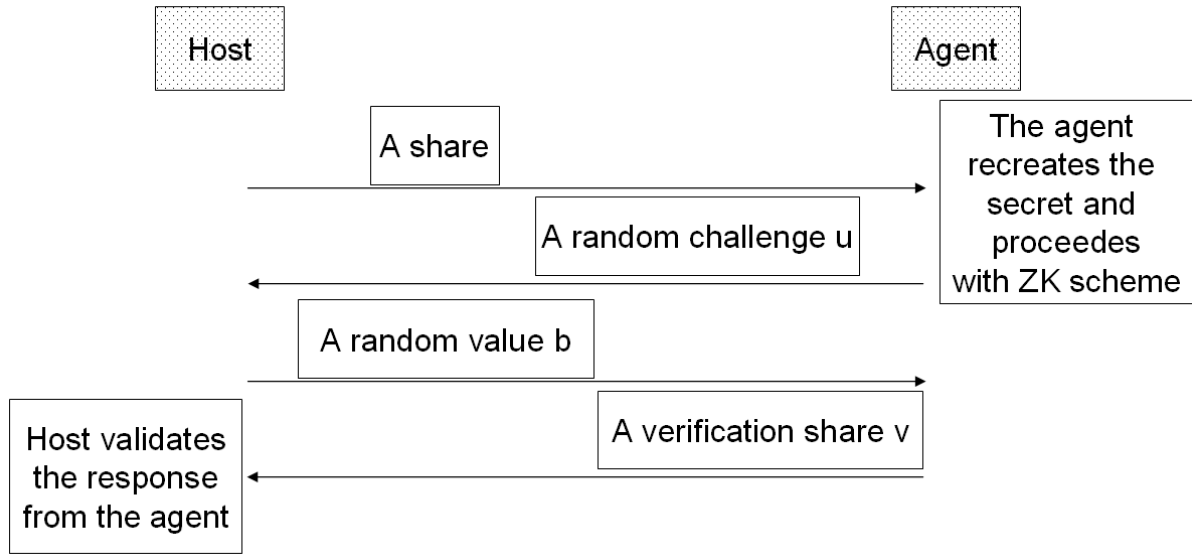 Host
Agent
A share
The agent
recreates the
secret and
proceedes
with ZK scheme
A random challenge u
A random value b
A verification share v
Host validates
the response
from the agent